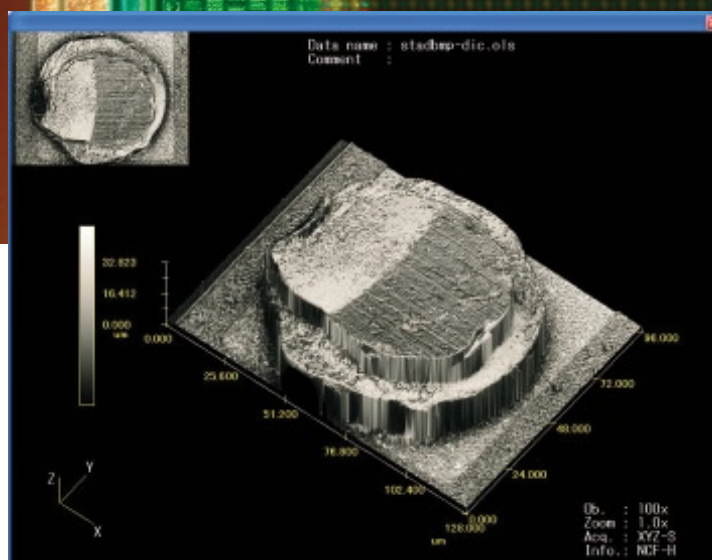 Data name : stadbmp-dic.ols
Comment :
32.823
16.412
0.000
um
0.000
25.600
51.200
76.800
102.400
128.000
um
0.000
24.000
48.000
72.000
96.000
Z
Y
X
Ob. : 100x
Zoom : 1.0x
Acq. : XYZ-S
Info.: NCF-H